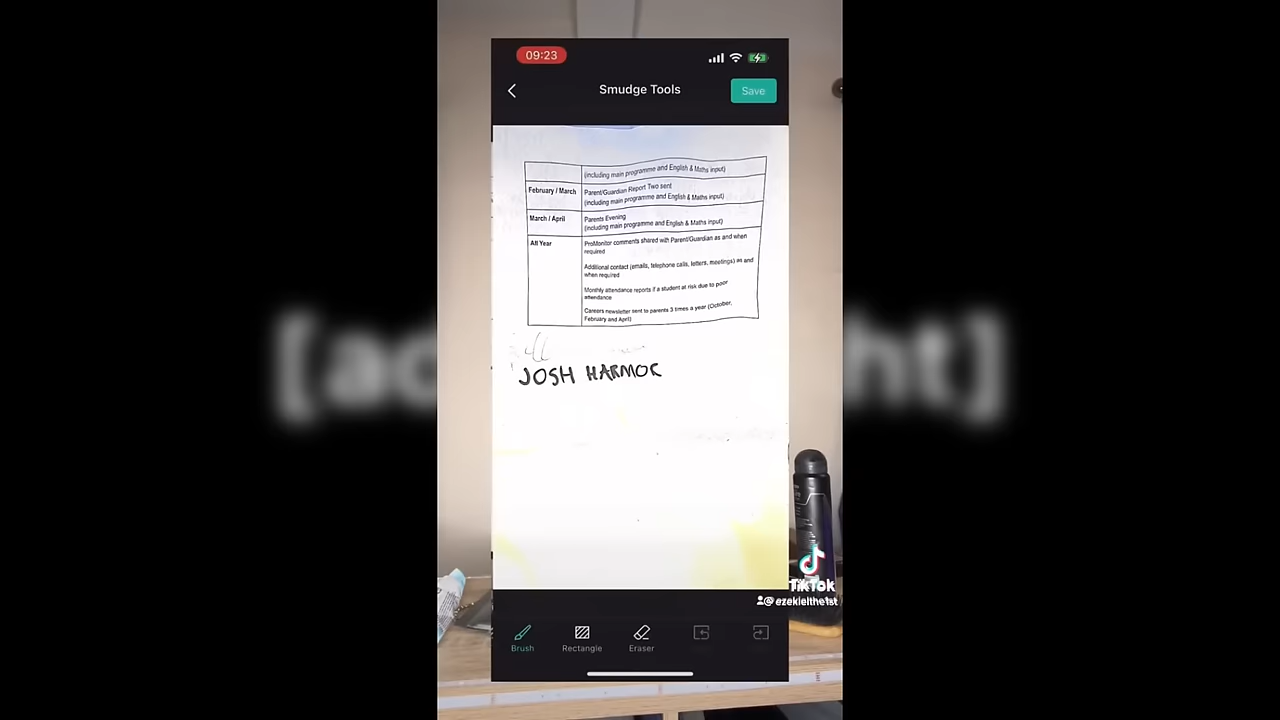 09:23
Smudge Tools
Save
(including main programme and English & Maths input)
February / March
Parent/Guardian Report Two sent
(including main programme and English & Maths input)
March / April
Parents Evening
(including main programme and English & Maths input)
All Year
ProMonitor comments shared with Parent/Guardian as and when
required
Additional contact (emails, telephone calls, letters, meetings) as and
when required
Monthly attendance reports if a student at risk due to poor
attendance
Careers newsletter sent to parents 3 times a year (October,
February and April)
JOSH HARMOR
TikTok
@ezekielthe1st
Brush
Rectangle
Eraser